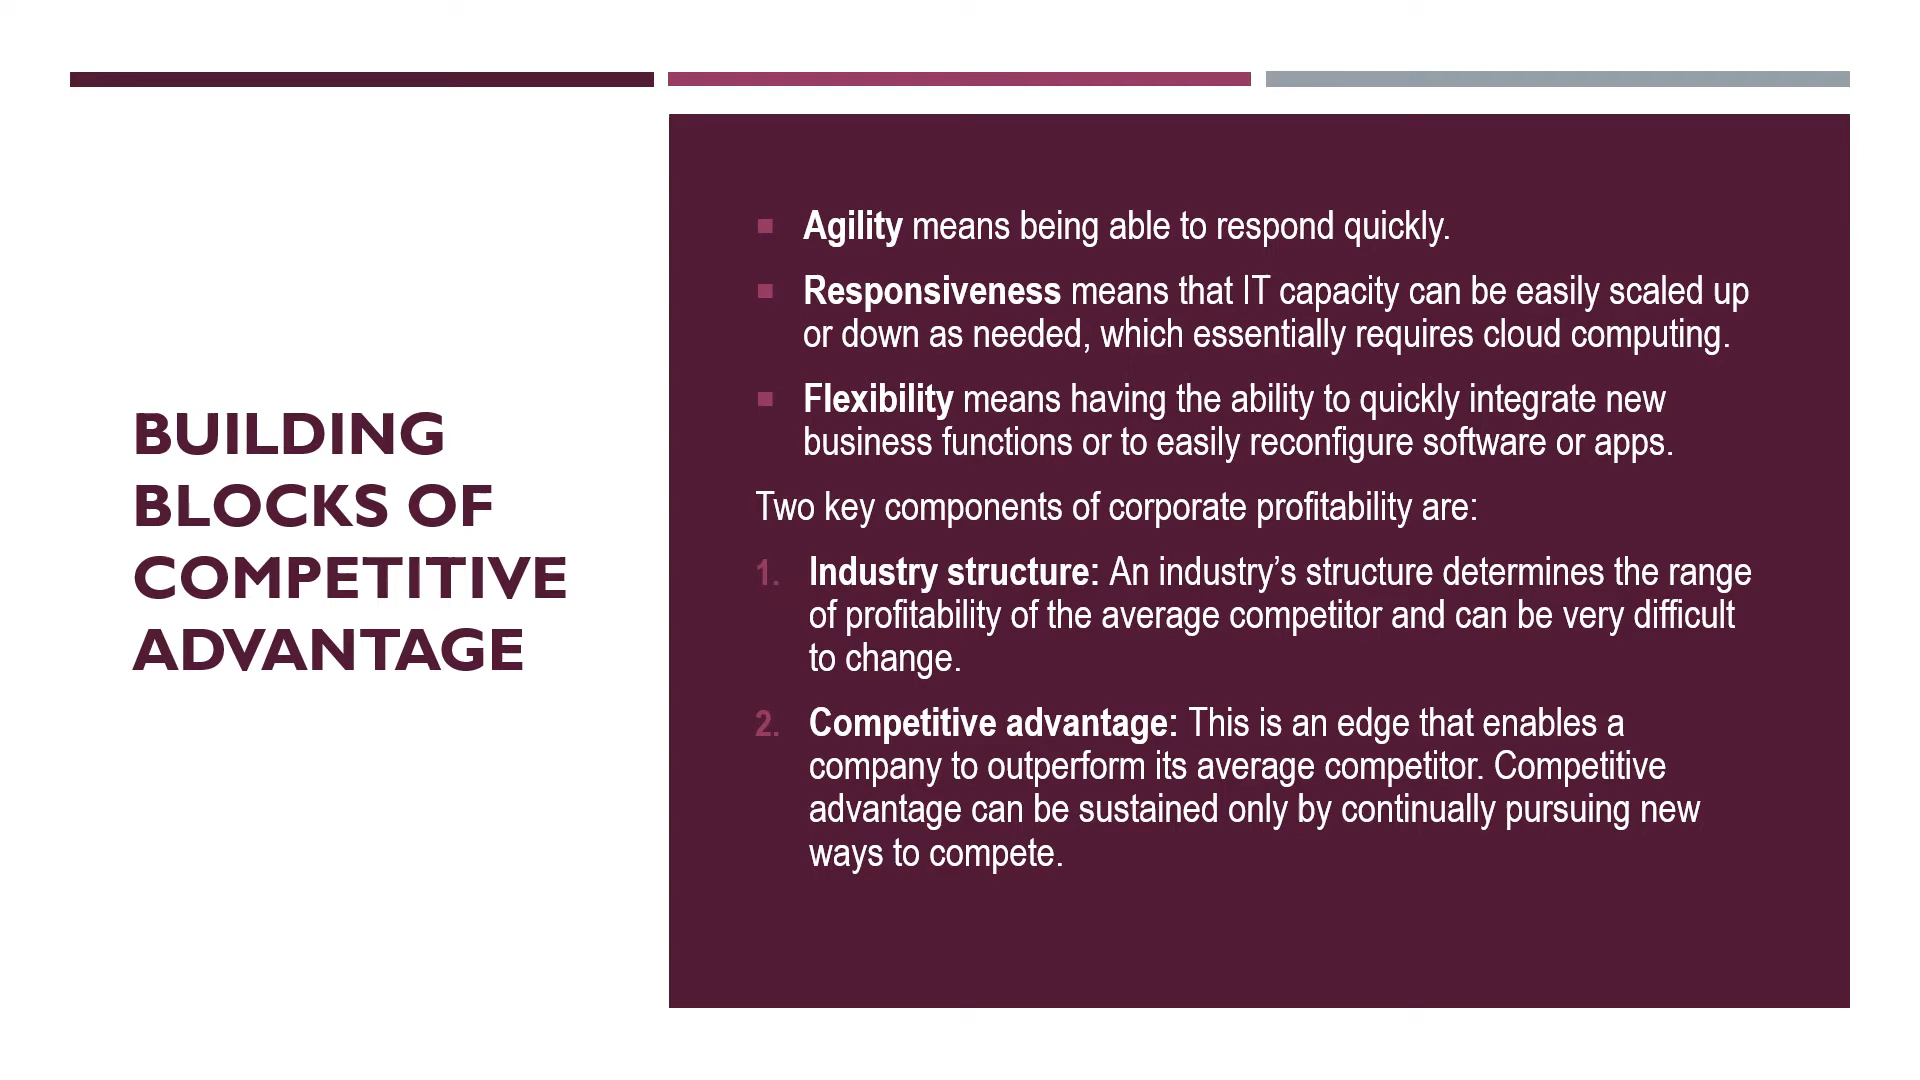 BUILDING
BLOCKS OF
COMPETITIVE
ADVANTAGE
Agility means being able to respond quickly.
Responsiveness means that IT capacity can be easily scaled up
or down as needed, which essentially requires cloud computing.
Flexibility means having the ability to quickly integrate new
business functions or to easily reconfigure software or apps.
Two key components of corporate profitability are:
1. Industry structure: An industry’s structure determines the range
of profitability of the average competitor and can be very difficult
to change.
2. Competitive advantage: This is an edge that enables a
company to outperform its average competitor. Competitive
advantage can be sustained only by continually pursuing new
ways to compete.